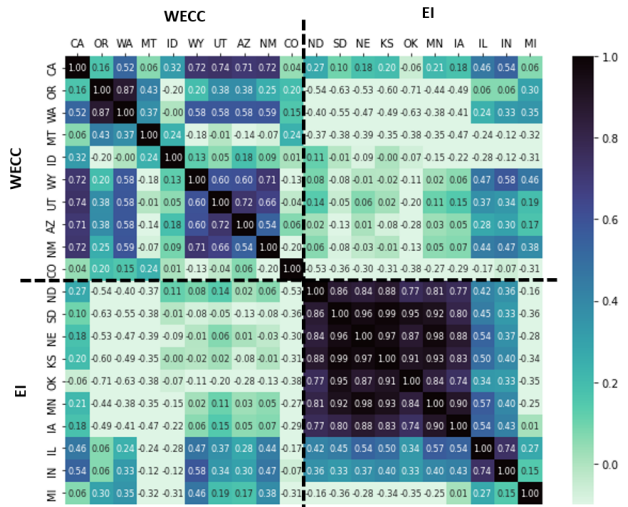 WECC
EI
CA OR WA MT ID WY UT AZ NM CO ND SD NE KS OK MN IA IL IN MI
CA 1.00 0.16 0.52 0.06 0.32 0.72 0.74 0.71 0.72 0.04 0.27 0.10 0.18 0.20 -0.06 0.21 0.18 0.46 0.54 0.06
OR 0.16 1.00 0.87 0.43 -0.20 0.20 0.38 0.38 0.25 0.20 -0.54 -0.63 -0.53 -0.60 -0.71 -0.44 -0.49 0.06 0.06 0.30
WA 0.52 0.87 1.00 0.37 -0.00 0.58 0.58 0.58 0.59 0.15 -0.40 -0.55 -0.47 -0.49 -0.63 -0.38 -0.41 0.24 0.33 0.35
MT 0.06 0.43 0.37 1.00 0.24 -0.18 -0.01 -0.14 -0.07 0.24 -0.37 -0.38 -0.39 -0.35 -0.38 -0.35 -0.47 -0.24 -0.12 -0.32
ID 0.32 -0.20 -0.00 0.24 1.00 0.13 0.05 0.18 0.09 0.01 0.11 -0.01 -0.09 -0.00 -0.07 -0.15 -0.22 -0.28 -0.12 -0.31
WY 0.72 0.20 0.58 -0.18 0.13 1.00 0.60 0.60 0.71 -0.13 0.08 -0.08 -0.01 -0.02 -0.11 0.02 0.06 0.47 0.58 0.46
UT 0.74 0.38 0.58 -0.01 0.05 0.60 1.00 0.72 0.66 -0.04 0.14 -0.05 0.06 0.02 -0.20 0.11 0.15 0.37 0.34 0.19
AZ 0.71 0.38 0.58 -0.14 0.18 0.60 0.72 1.00 0.54 0.06 0.02 -0.13 0.01 -0.08 -0.28 0.03 0.05 0.28 0.30 0.17
NM 0.72 0.25 0.59 -0.07 0.09 0.71 0.66 0.54 1.00 -0.20 0.06 -0.08 -0.03 -0.01 -0.13 0.05 0.07 0.44 0.47 0.38
CO 0.04 0.20 0.15 0.24 0.01 -0.13 -0.04 0.06 -0.20 1.00 -0.53 -0.36 -0.30 -0.31 -0.38 -0.27 -0.29 -0.17 -0.07 -0.31
ND 0.27 -0.54 -0.40 -0.37 0.11 0.08 0.14 0.02 0.06 -0.53 1.00 0.86 0.84 0.88 0.77 0.81 0.77 0.42 0.36 -0.16
SD 0.10 -0.63 -0.55 -0.38 -0.01 -0.08 -0.05 -0.13 -0.08 -0.36 0.86 1.00 0.96 0.99 0.95 0.92 0.80 0.45 0.33 -0.36
NE 0.18 -0.53 -0.47 -0.39 -0.09 -0.01 0.06 0.01 -0.03 -0.30 0.84 0.96 1.00 0.97 0.87 0.98 0.88 0.54 0.37 -0.28
KS 0.20 -0.60 -0.49 -0.35 -0.00 -0.02 0.02 -0.08 -0.01 -0.31 0.88 0.99 0.97 1.00 0.91 0.93 0.83 0.50 0.40 -0.34
OK -0.06 -0.71 -0.63 -0.38 -0.07 -0.11 -0.20 -0.28 -0.13 -0.38 0.77 0.95 0.87 0.91 1.00 0.84 0.74 0.34 0.33 -0.35
MN 0.21 -0.44 -0.38 -0.35 -0.15 0.02 0.11 0.03 0.05 -0.27 0.81 0.92 0.98 0.93 0.84 1.00 0.90 0.57 0.40 -0.25
IA 0.18 -0.49 -0.41 -0.47 -0.22 0.06 0.15 0.05 0.07 -0.29 0.77 0.80 0.88 0.83 0.74 0.90 1.00 0.54 0.43 0.01
IL 0.46 0.06 0.24 -0.24 -0.28 0.47 0.37 0.28 0.44 -0.17 0.42 0.45 0.54 0.50 0.34 0.57 0.54 1.00 0.74 0.27
IN 0.54 0.06 0.33 -0.12 -0.12 0.58 0.34 0.30 0.47 -0.07 0.36 0.33 0.37 0.40 0.33 0.40 0.43 0.74 1.00 0.15
MI 0.06 0.30 0.35 -0.32 -0.31 0.46 0.19 0.17 0.38 -0.31 -0.16 -0.36 -0.28 -0.34 -0.35 -0.25 0.01 0.27 0.15 1.00
WECC
EI
1.0
0.8
0.6
0.4
0.2
0.0